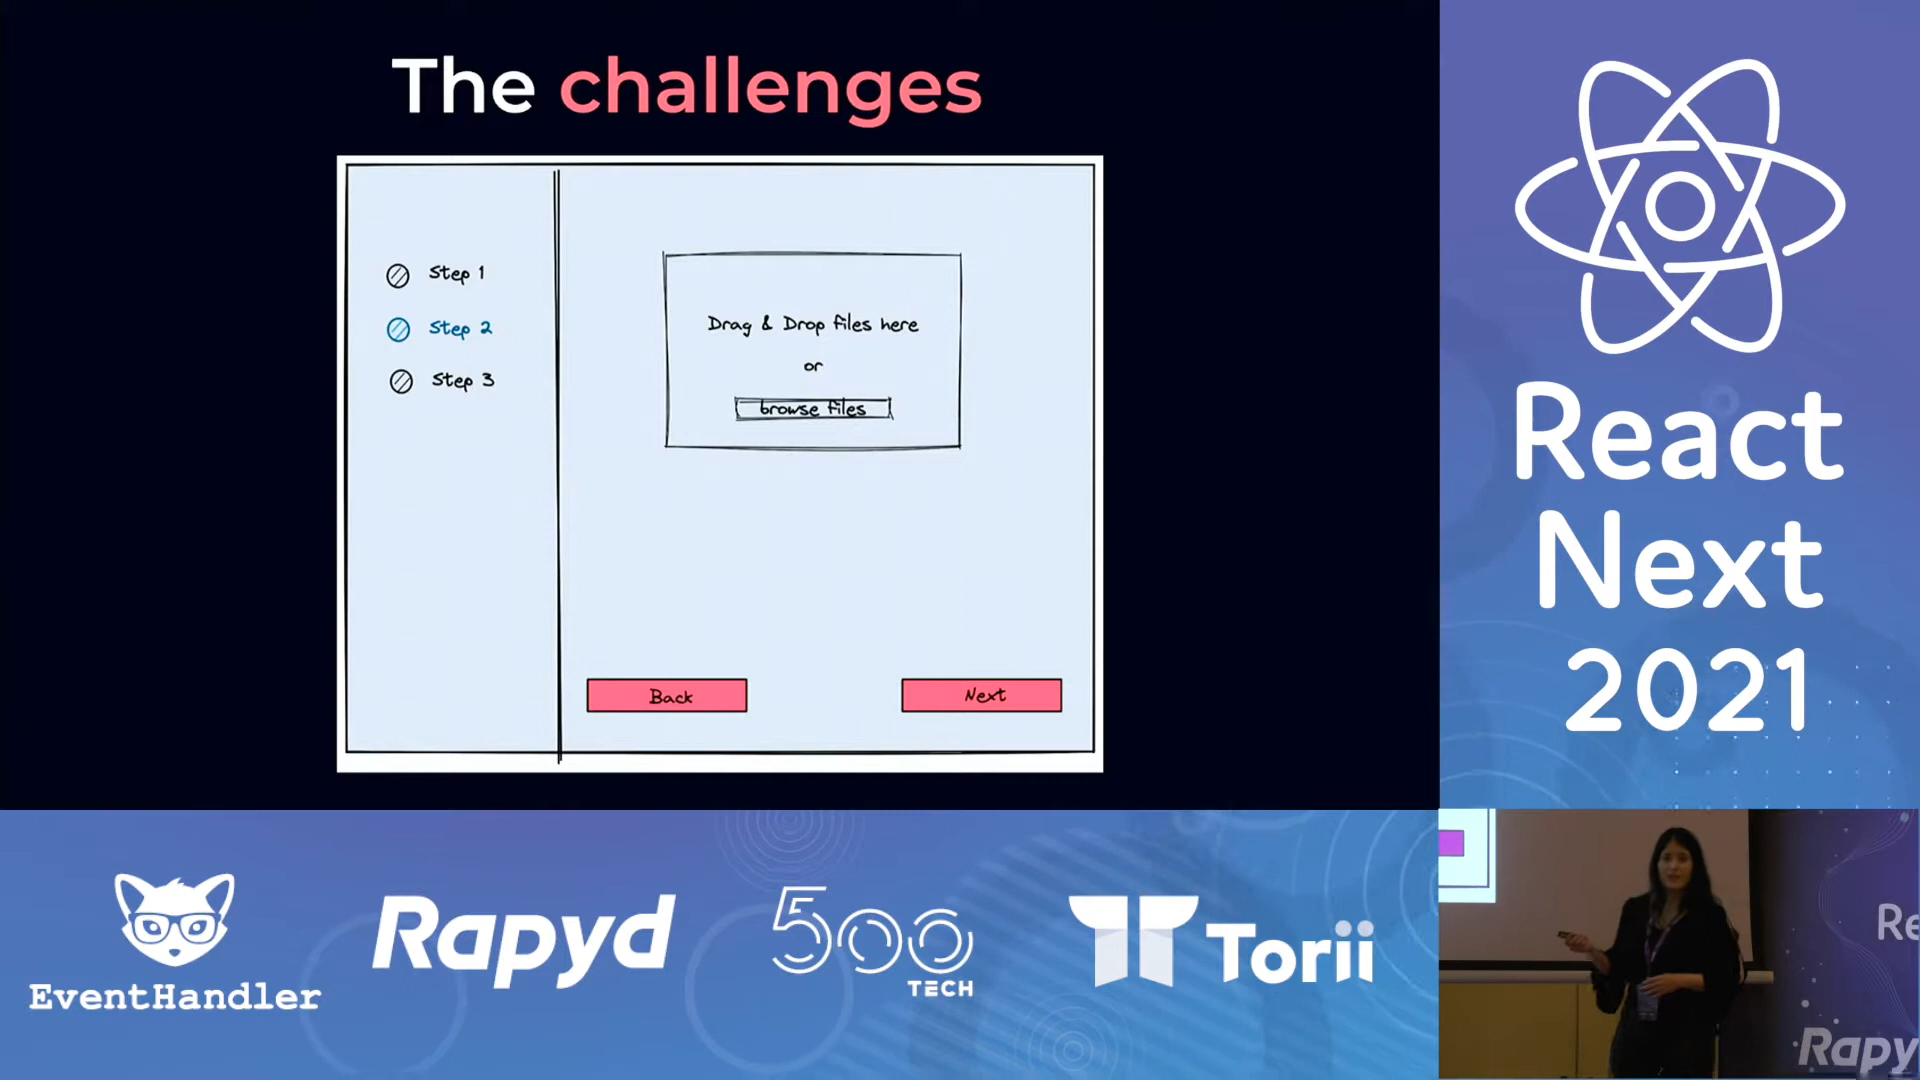 The challenges
Step 1
Step 2
Step 3
Drag & Drop files here
or
browse files
Back
Next
React
Next
2021
EventHandler
Rapyd
500
TECH
Torii
Re
Rapy